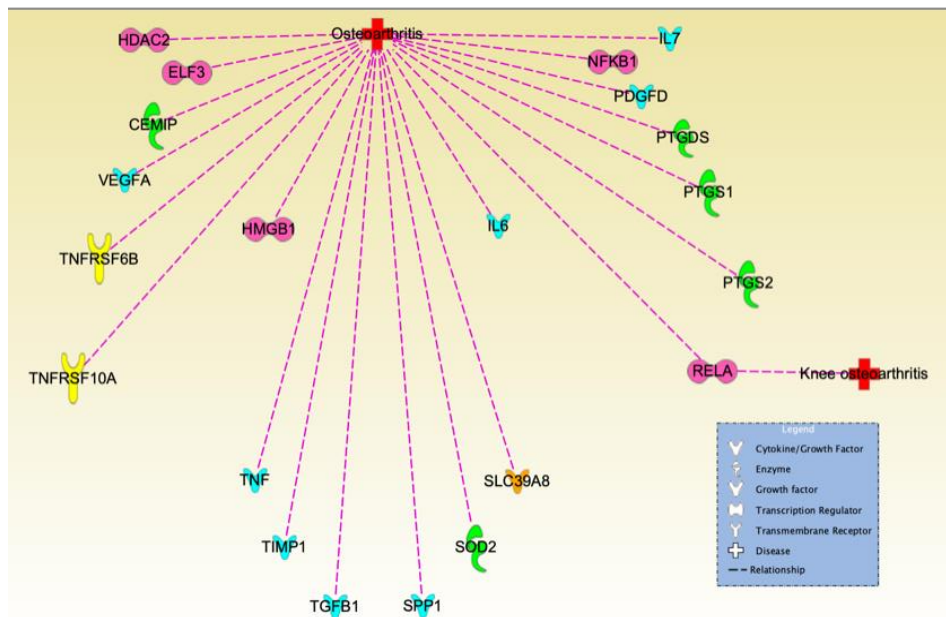 Osteoarthritis
HDAC2
IL7
ELF3
NFKB1
PDGFD
CEMIP
PTGDS
VEGFA
PTGS1
HMGB1
IL6
TNFRSF6B
PTGS2
TNFRSF10A
RELA
Knee osteoarthritis
TNF
SLC39A8
TIMP1
SOD2
TGFB1
SPP1
Legend
Cytokine/Growth Factor
Enzyme
Growth factor
Transcription Regulator
Transmembrane Receptor
Disease
Relationship